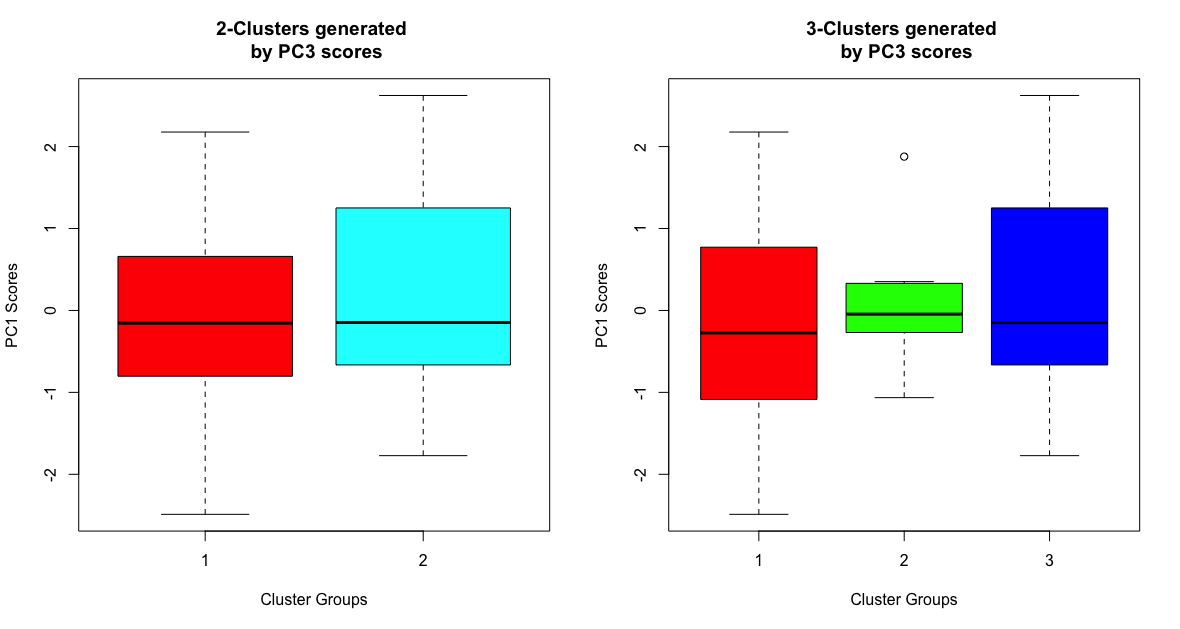 2-Clusters generated
by PC3 scores
PC1 Scores
2
1
0
-1
-2
1 2
Cluster Groups
3-Clusters generated
by PC3 scores
PC1 Scores
2
1
0
-1
-2
1 2 3
Cluster Groups